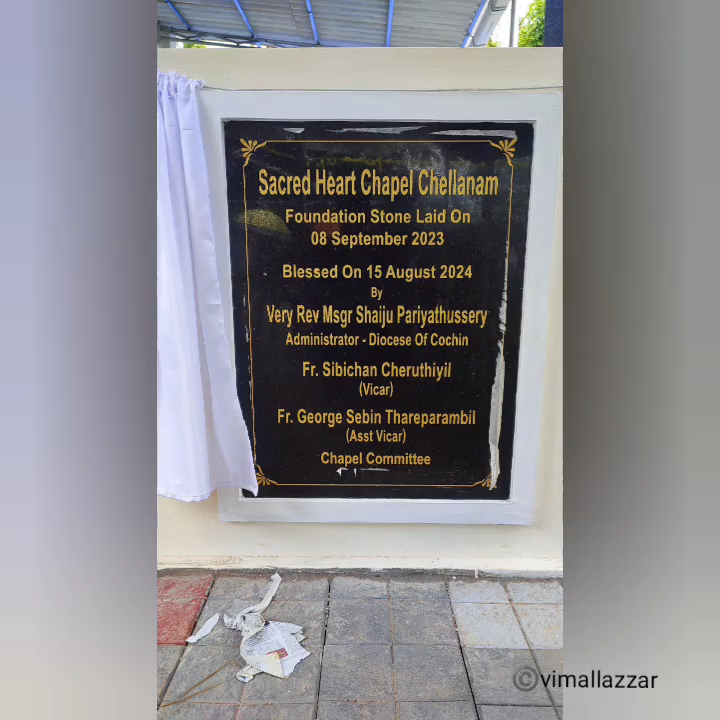 Sacred Heart Chapel Chellanam
Foundation Stone Laid On
08 September 2023
Blessed On 15 August 2024
By
Very Rev Msgr Shaiju Pariyathussery
Administrator - Diocese Of Cochin
Fr. Sibichan Cheruthiyil
(Vicar)
Fr. George Sebin Thareparambil
(Asst Vicar)
Chapel Committee
©vimallazzar